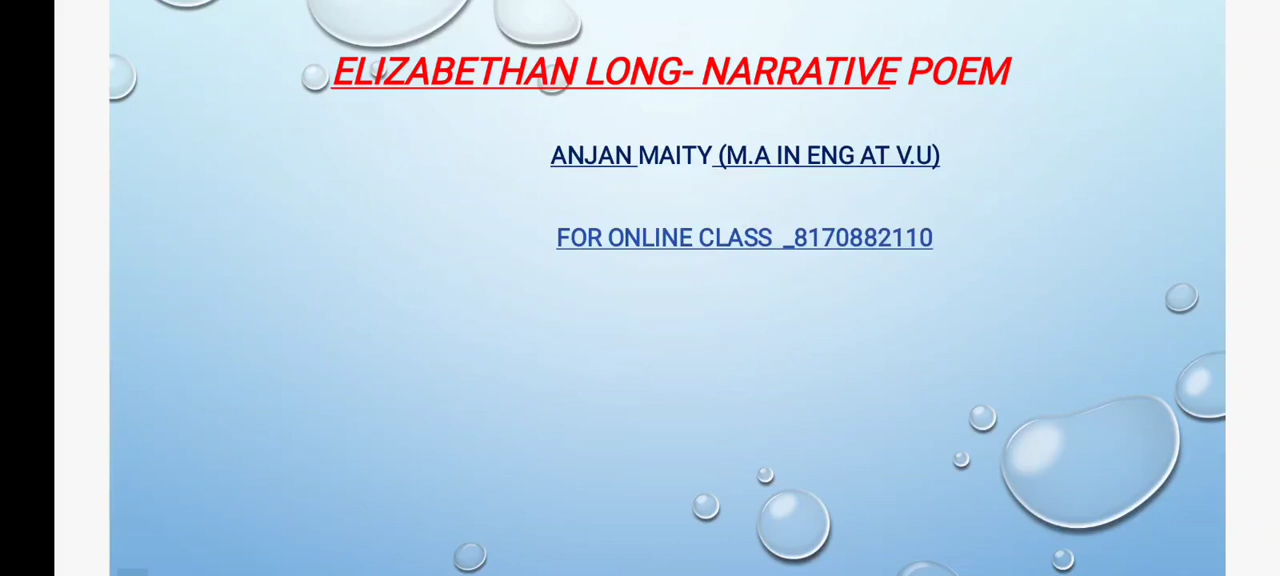 ELIZABETHAN LONG- NARRATIVE POEM
ANJAN MAITY (M.A IN ENG AT V.U)
FOR ONLINE CLASS _8170882110